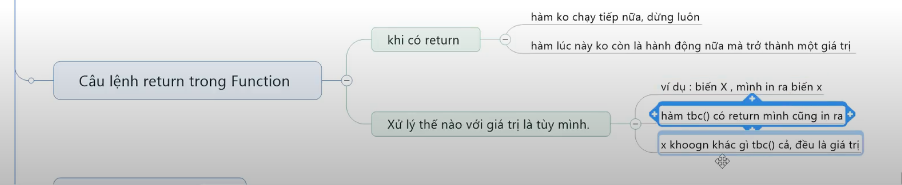 Câu lệnh return trong Function
khi có return
hàm ko chạy tiếp nữa, dừng luôn
hàm lúc này ko còn là hành động nữa mà trở thành một giá trị
Xử lý thế nào với giá trị là tùy mình.
ví dụ : biến X , mình in ra biến x
hàm tbc() có return mình cũng in ra
x khoogn khác gì tbc() cả, đều là giá trị